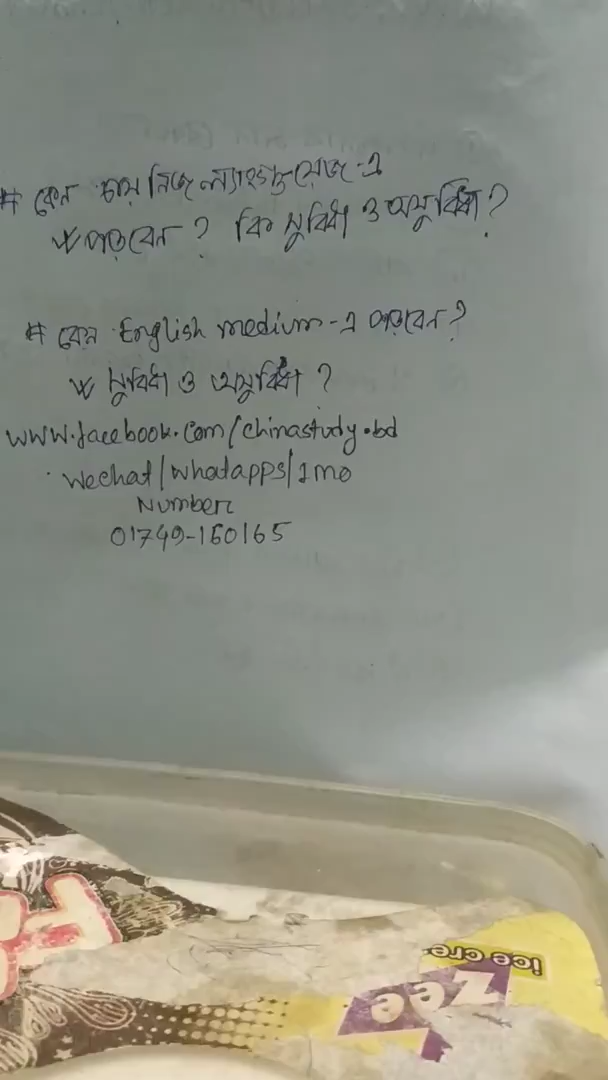 # কেন চায়নিজ ল্যাংগুয়েজ-এ
পড়বেন ? কি সুবিধা ও অসুবিধা ?
# কেন English medium-এ পড়বেন ?
সুবিধা ও অসুবিধা ?
www.facebook.com/chinastudy.bd
wechat/whatapps/imo
Number
01749-160165
ice cre
Zee